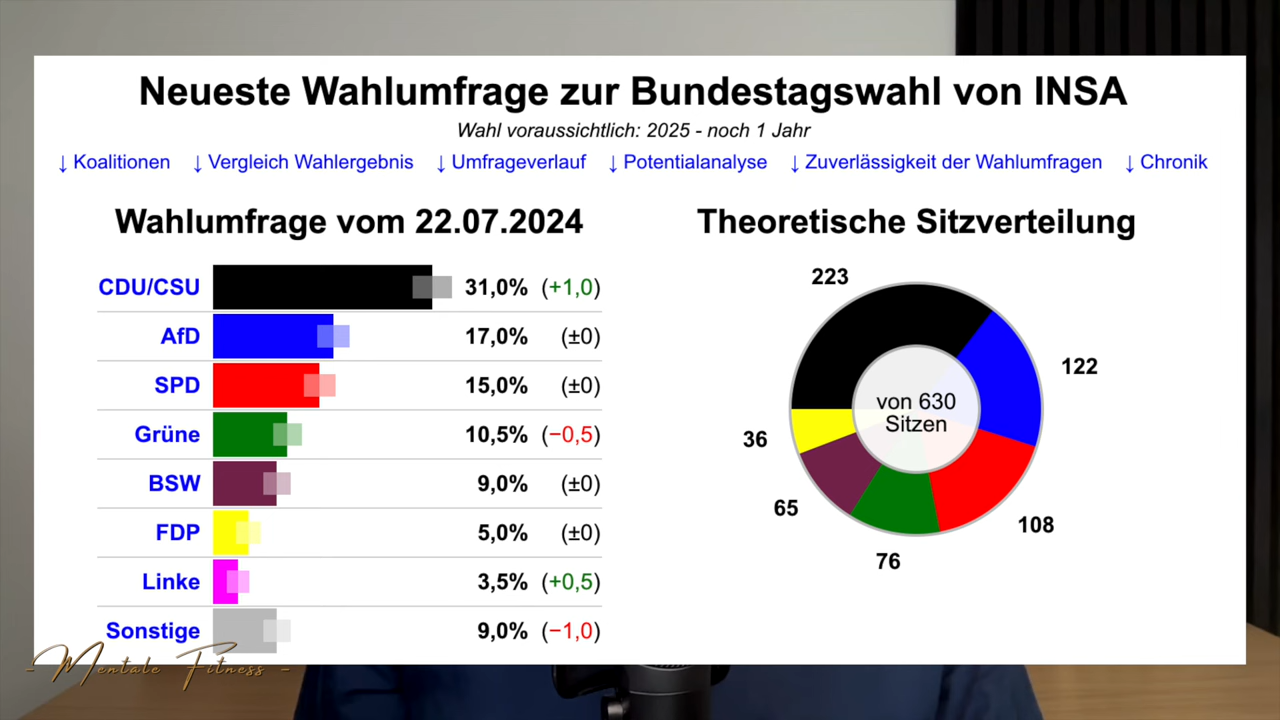 Neueste Wahlumfrage zur Bundestagswahl von INSA
Wahl voraussichtlich: 2025 - noch 1 Jahr
↓ Koalitionen ↓ Vergleich Wahlergebnis ↓ Umfrageverlauf ↓ Potentialanalyse ↓ Zuverlässigkeit der Wahlumfragen ↓ Chronik
Wahlumfrage vom 22.07.2024
CDU/CSU 31,0% (+1,0)
AfD 17,0% (±0)
SPD 15,0% (±0)
Grüne 10,5% (−0,5)
BSW 9,0% (±0)
FDP 5,0% (±0)
Linke 3,5% (+0,5)
Sonstige 9,0% (−1,0)
Theoretische Sitzverteilung
223
122
von 630
Sitzen
36
65
108
76
- Mentale Fitness -